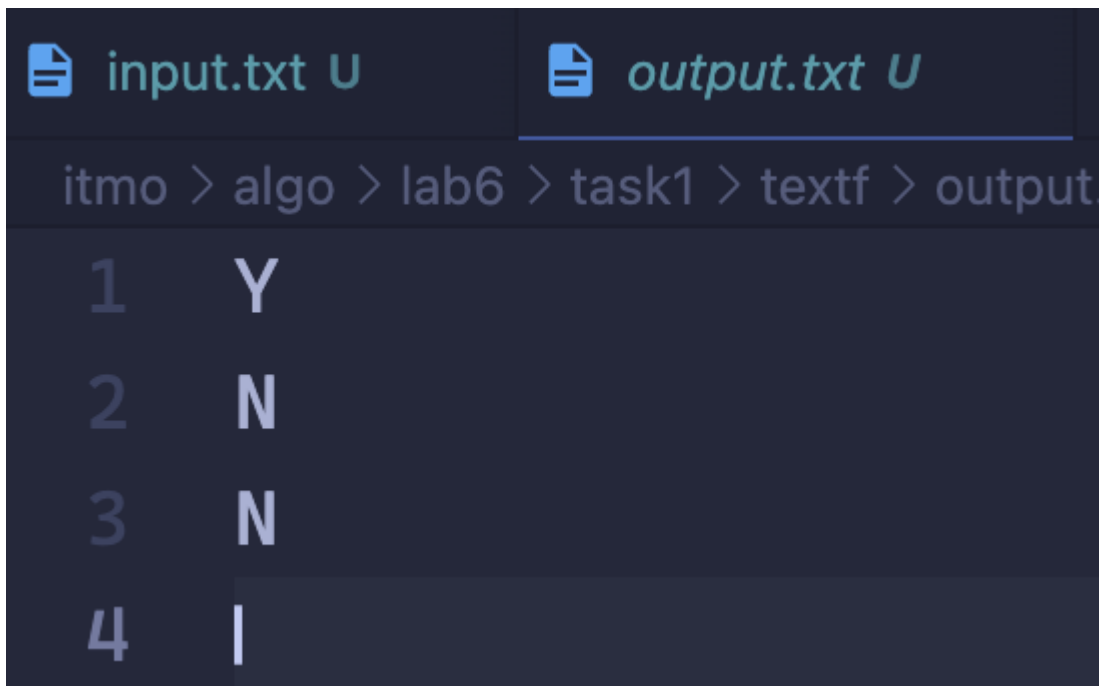 input.txt U output.txt U
itmo > algo > lab6 > task1 > textf > output.
1 Y
2 N
3 N
4